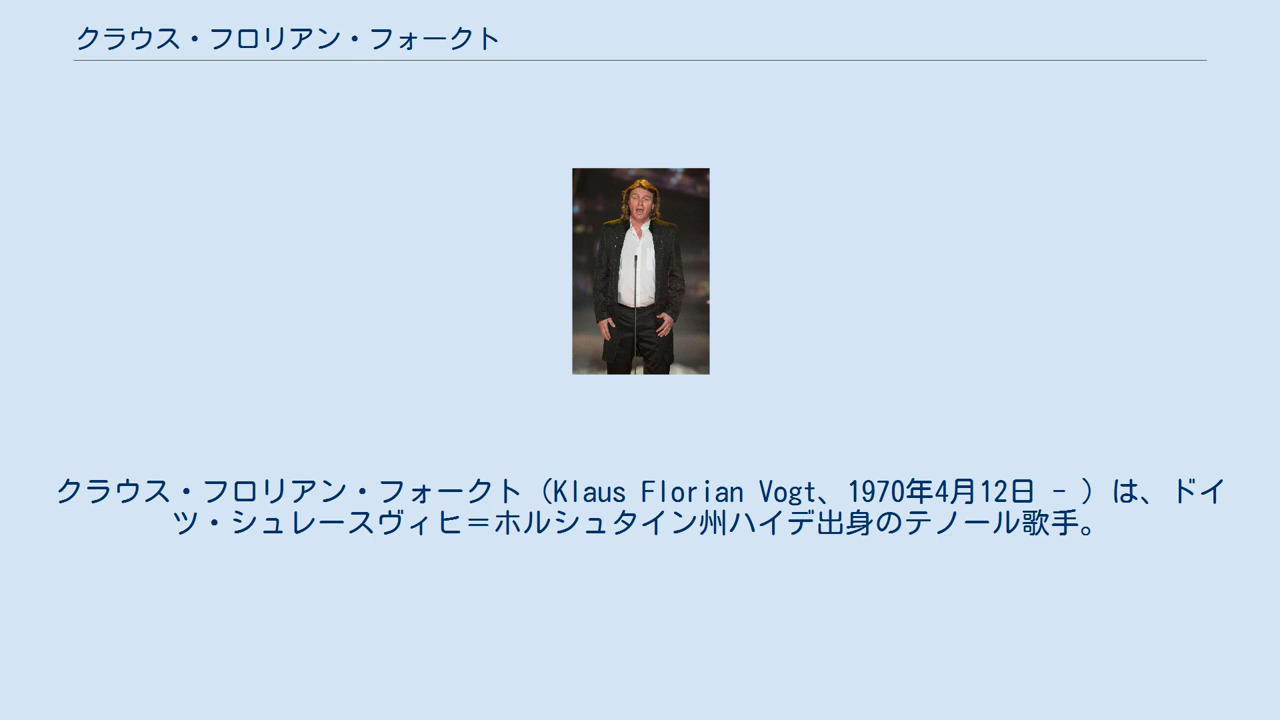 クラウス・フロリアン・フォークト
クラウス・フロリアン・フォークト（Klaus Florian Vogt、1970年4月12日 - ）は、ドイ
ツ・シュレースヴィヒ＝ホルシュタイン州ハイデ出身のテノール歌手。